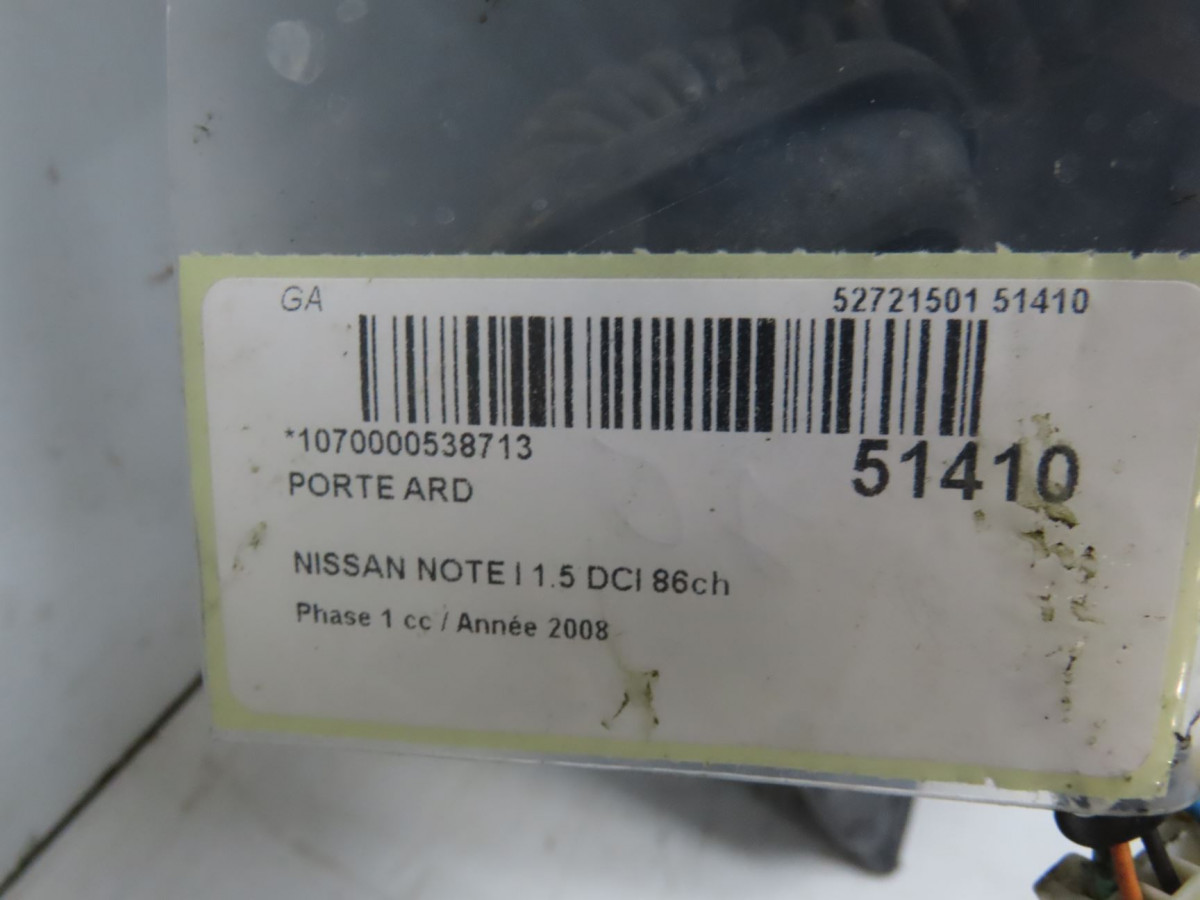 GA 52721501 51410
*1070000538713
51410
PORTE ARD
NISSAN NOTE I 1.5 DCI 86ch
Phase 1 cc / Année 2008